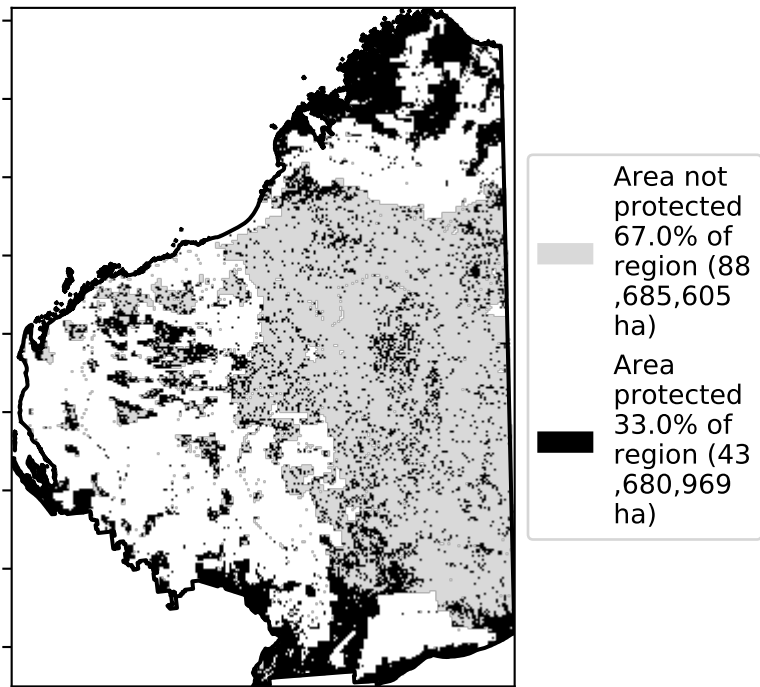 Area not
protected
67.0% of
region (88
,685,605
ha)
Area
protected
33.0% of
region (43
,680,969
ha)